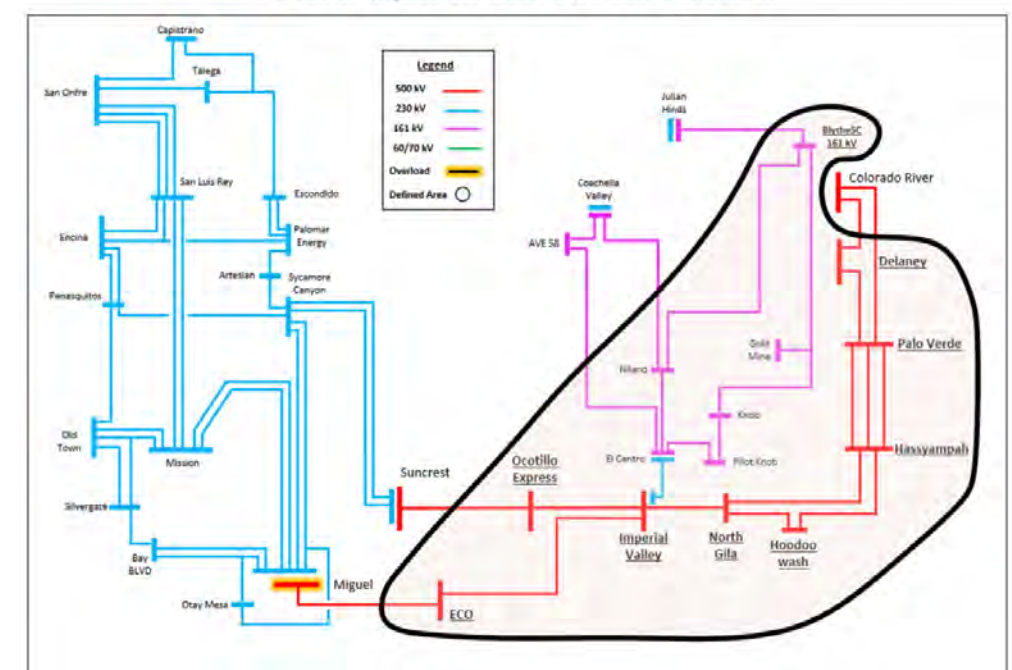 Capistrano
Talega
San Onfre
San Luis Rey
Escondido
Encina
Palomar
Energy
Artesian
Sycamore
Canyon
Penasquitos
Old
Town
Mission
Silvergate
Bay
BLVD
Otay Mesa
Miguel
Suncrest
Legend
500 kV
230 kV
161 kV
60/70 kV
Overload
Defined Area
Julian
Hinds
BlytheSC
161 kV
Colorado River
Coachella
Valley
AVE 58
Delaney
Gold
Mine
Palo Verde
Niland
Knob
El Centro
Pilot Knob
Hassyampah
Ocotillo
Express
Imperial
Valley
North
Gila
Hoodoo
wash
ECO